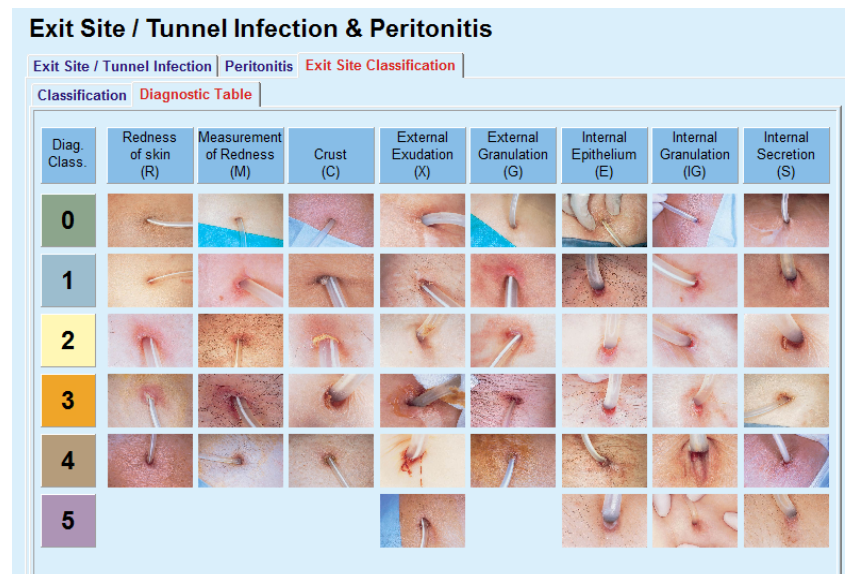 Exit Site / Tunnel Infection & Peritonitis
Exit Site / Tunnel Infection Peritonitis Exit Site Classification
Classification Diagnostic Table
Diag. Class.
Redness of skin (R)
Measurement of Redness (M)
Crust (C)
External Exudation (X)
External Granulation (G)
Internal Epithelium (E)
Internal Granulation (IG)
Internal Secretion (S)
0
1
2
3
4
5